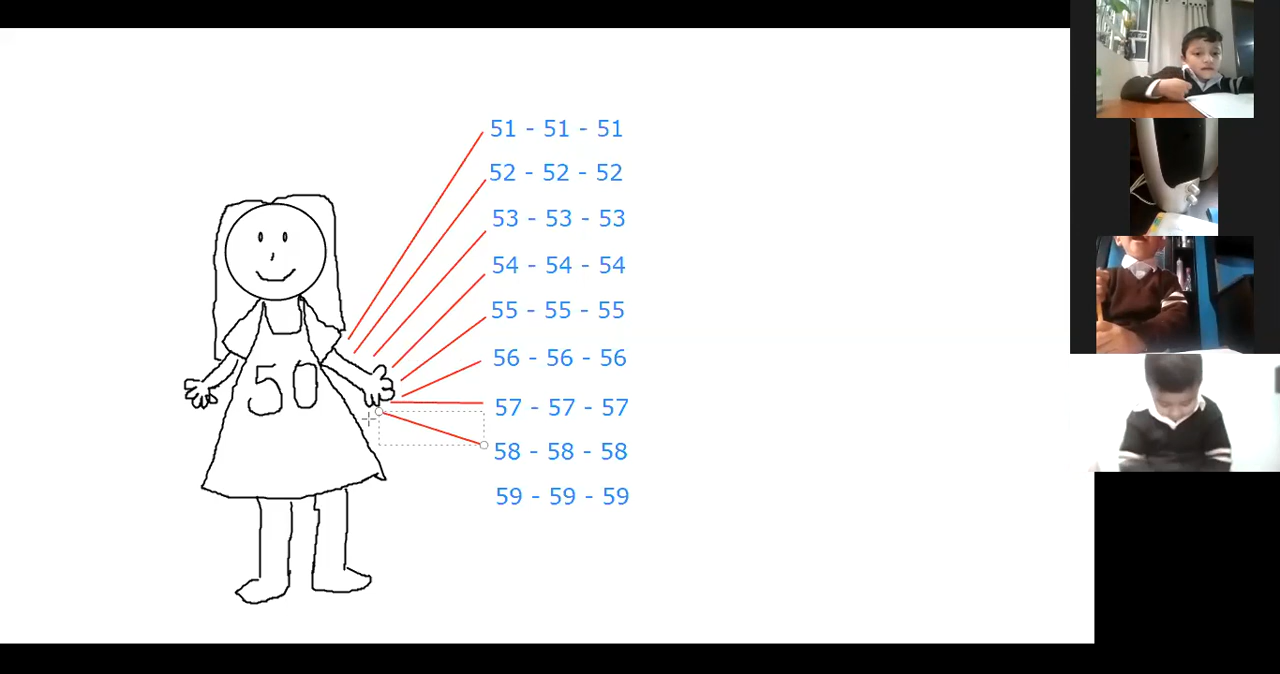 51 - 51 - 51
52 - 52 - 52
53 - 53 - 53
54 - 54 - 54
55 - 55 - 55
56 - 56 - 56
50
57 - 57 - 57
58 - 58 - 58
59 - 59 - 59